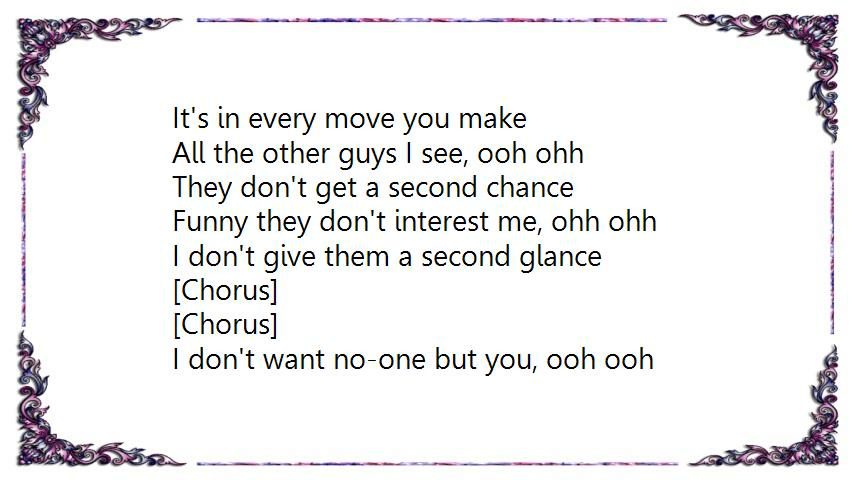 It's in every move you make
All the other guys I see, ooh ohh
They don't get a second chance
Funny they don't interest me, ohh ohh
I don't give them a second glance
[Chorus]
[Chorus]
I don't want no-one but you, ooh ooh